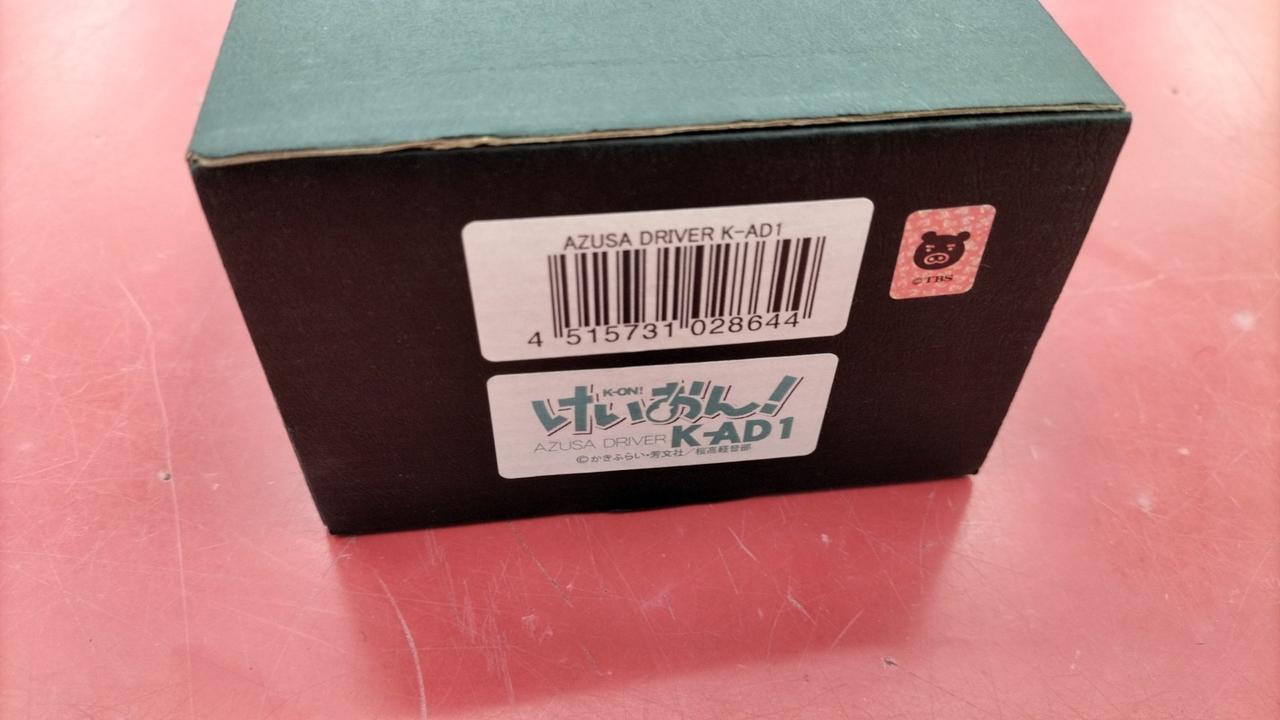 AZUSA DRIVER K-AD1
4 515731 028644
©TBS
K-ON!
けいおん!
AZUSA DRIVER K-AD1
©かきふらい・芳文社/桜高軽音部